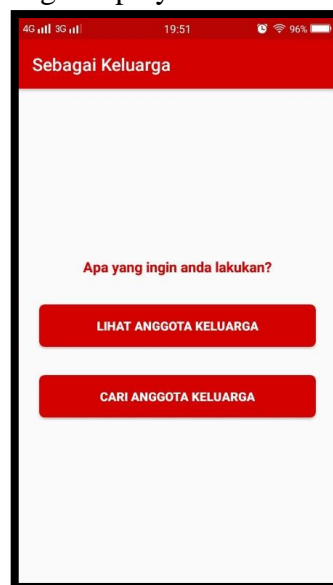 4G 3G 19:51 96%
Sebagai Keluarga
Apa yang ingin anda lakukan?
LIHAT ANGGOTA KELUARGA
CARI ANGGOTA KELUARGA